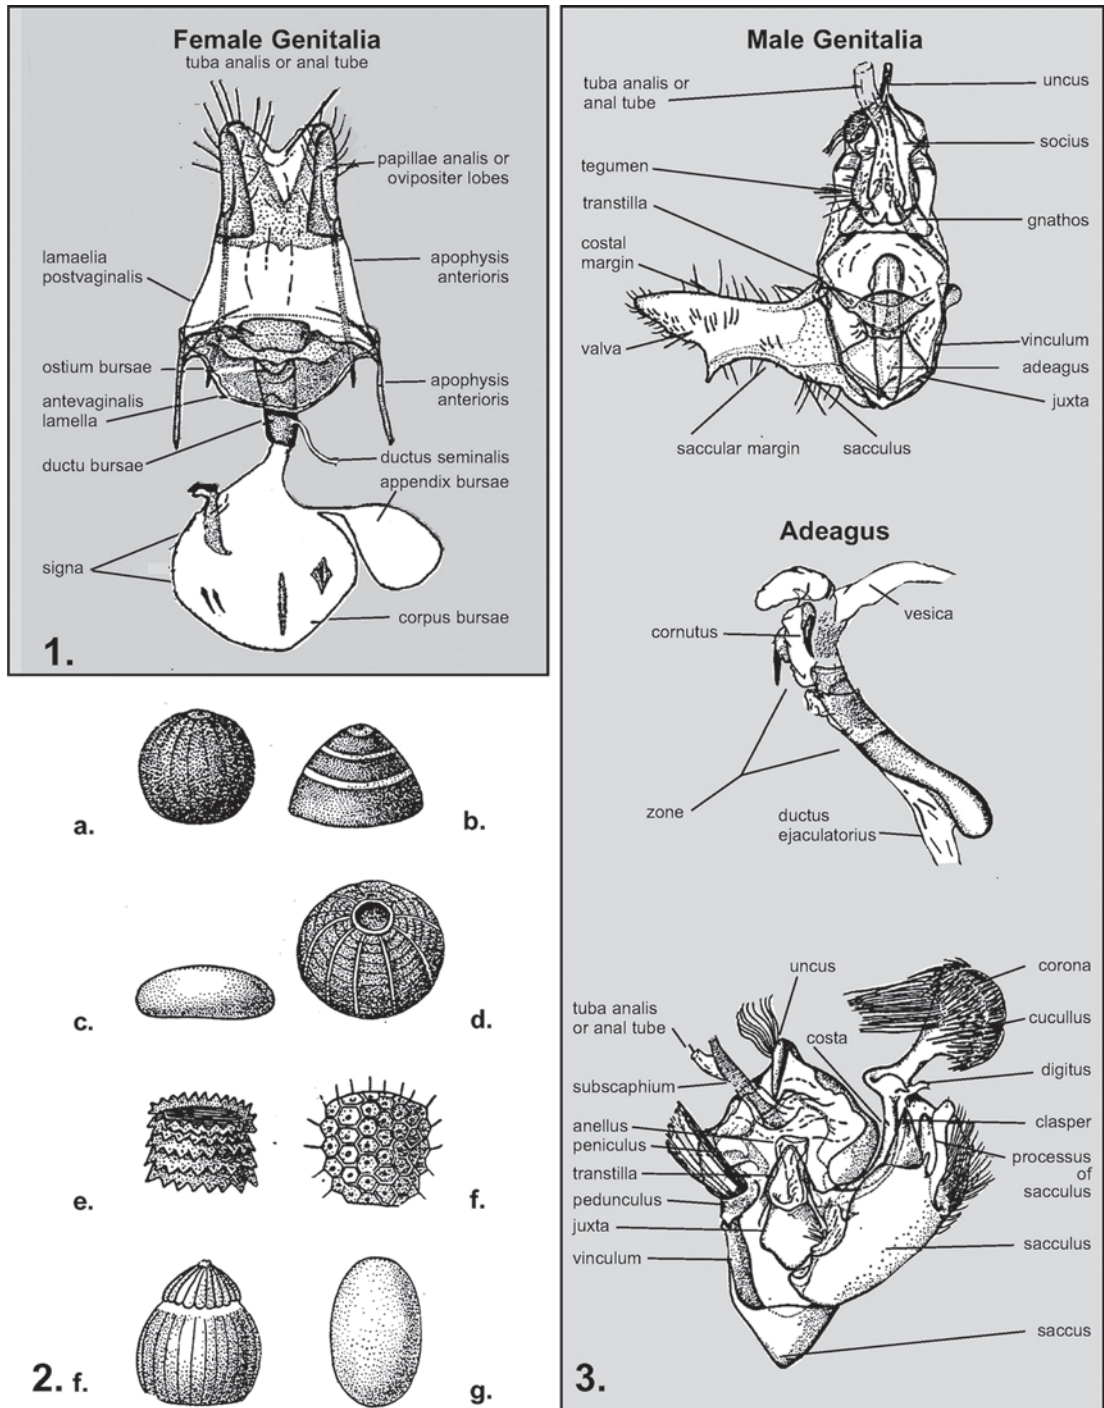 Female Genitalia
tuba analis or anal tube
papillae analis or
ovipositer lobes
lamaelia
postvaginalis
apophysis
anterioris
ostium bursae
antevaginalis
lamella
apophysis
anterioris
ductu bursae
ductus seminalis
appendix bursae
signa
corpus bursae
1.
a.
b.
c.
d.
e.
f.
2. f.
g.
Male Genitalia
tuba analis or
anal tube
uncus
socius
tegumen
transtilla
gnathos
costal
margin
valva
vinculum
adeagus
juxta
saccular margin
sacculus
Adeagus
vesica
cornutus
zone
ductus
ejaculatorius
uncus
corona
tuba analis
or anal tube
costa
cucullus
subscaphium
digitus
anellus
clasper
peniculus
transtilla
processus
of
sacculus
pedunculus
juxta
sacculus
vinculum
saccus
3.